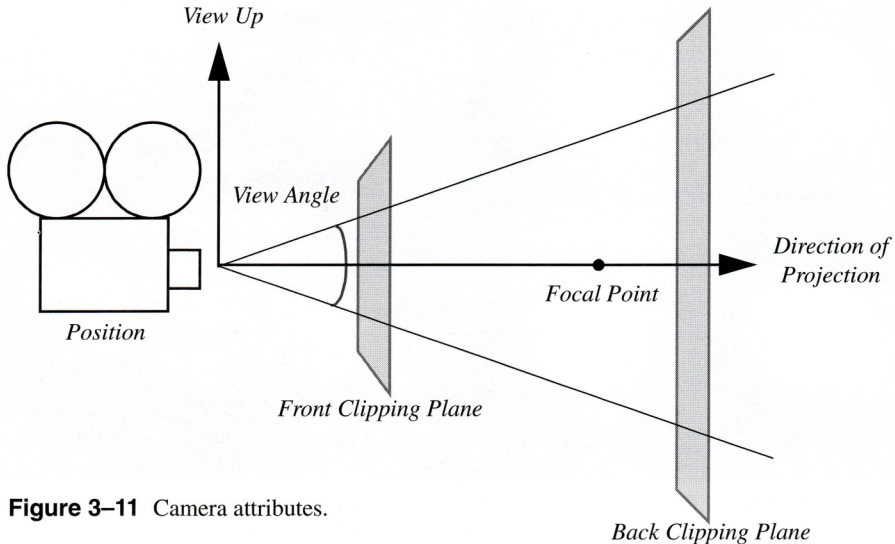 View Up
View Angle
Direction of
Projection
Focal Point
Position
Front Clipping Plane
Figure 3–11 Camera attributes.
Back Clipping Plane